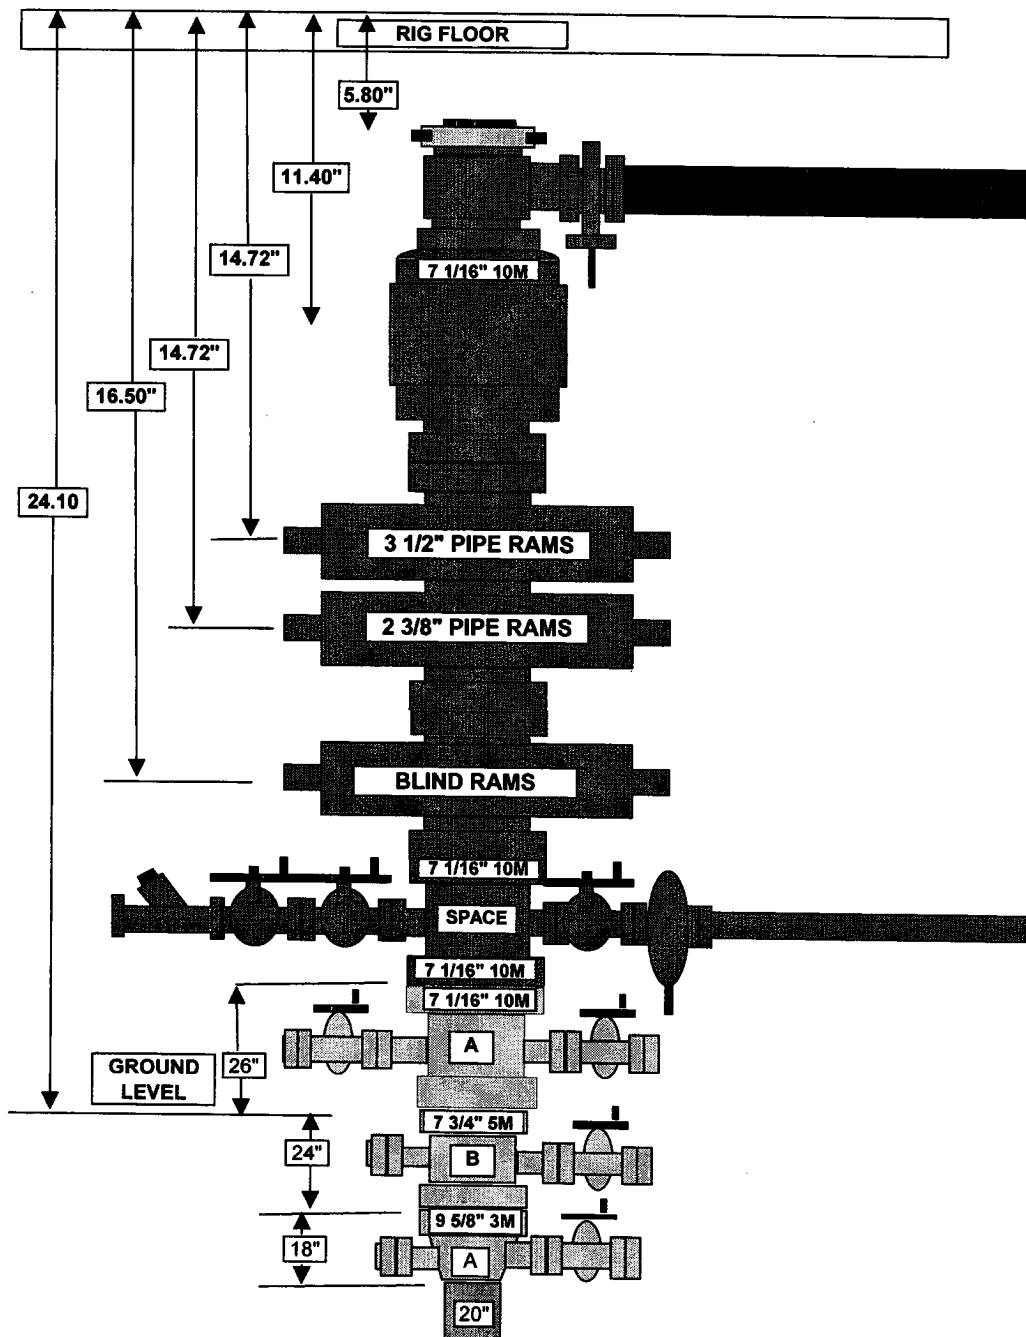 RIG FLOOR
5.80"
11.40"
14.72"
7 1/16" 10M
14.72"
16.50"
24.10
3 1/2" PIPE RAMS
2 3/8" PIPE RAMS
BLIND RAMS
7 1/16" 10M
SPACE
7 1/16" 10M
7 1/16" 10M
A
26"
GROUND
LEVEL
7 3/4" 5M
24"
B
9 5/8" 3M
18"
A
20"